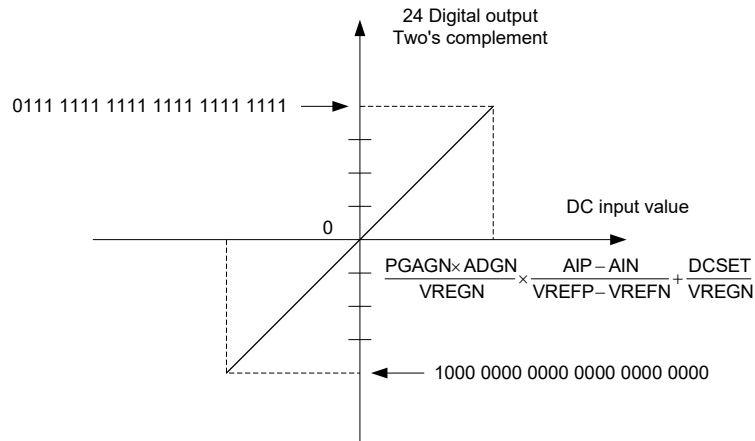 24 Digital output
Two's complement
0111 1111 1111 1111 1111 1111
0
DC input value
PGAGN×ADGN/VREGN × AIP−AIN/VREFP−VREFN + DCSET/VREGN
1000 0000 0000 0000 0000 0000